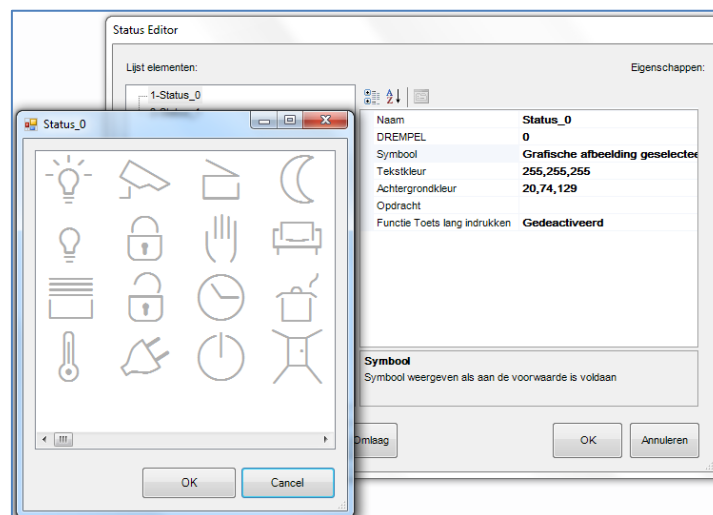 Status Editor
Lijst elementen:
Eigenschappen:
1-Status_0
Status_0
Naam Status_0
DREMPEL 0
Symbool Grafische afbeelding geselectee
Tekstkleur 255,255,255
Achtergrondkleur 20,74,129
Opdracht
Functie Toets lang indrukken Gedeactiveerd
Symbool
Symbool weergeven als aan de voorwaarde is voldaan
Omlaag
OK
Annuleren
OK
Cancel